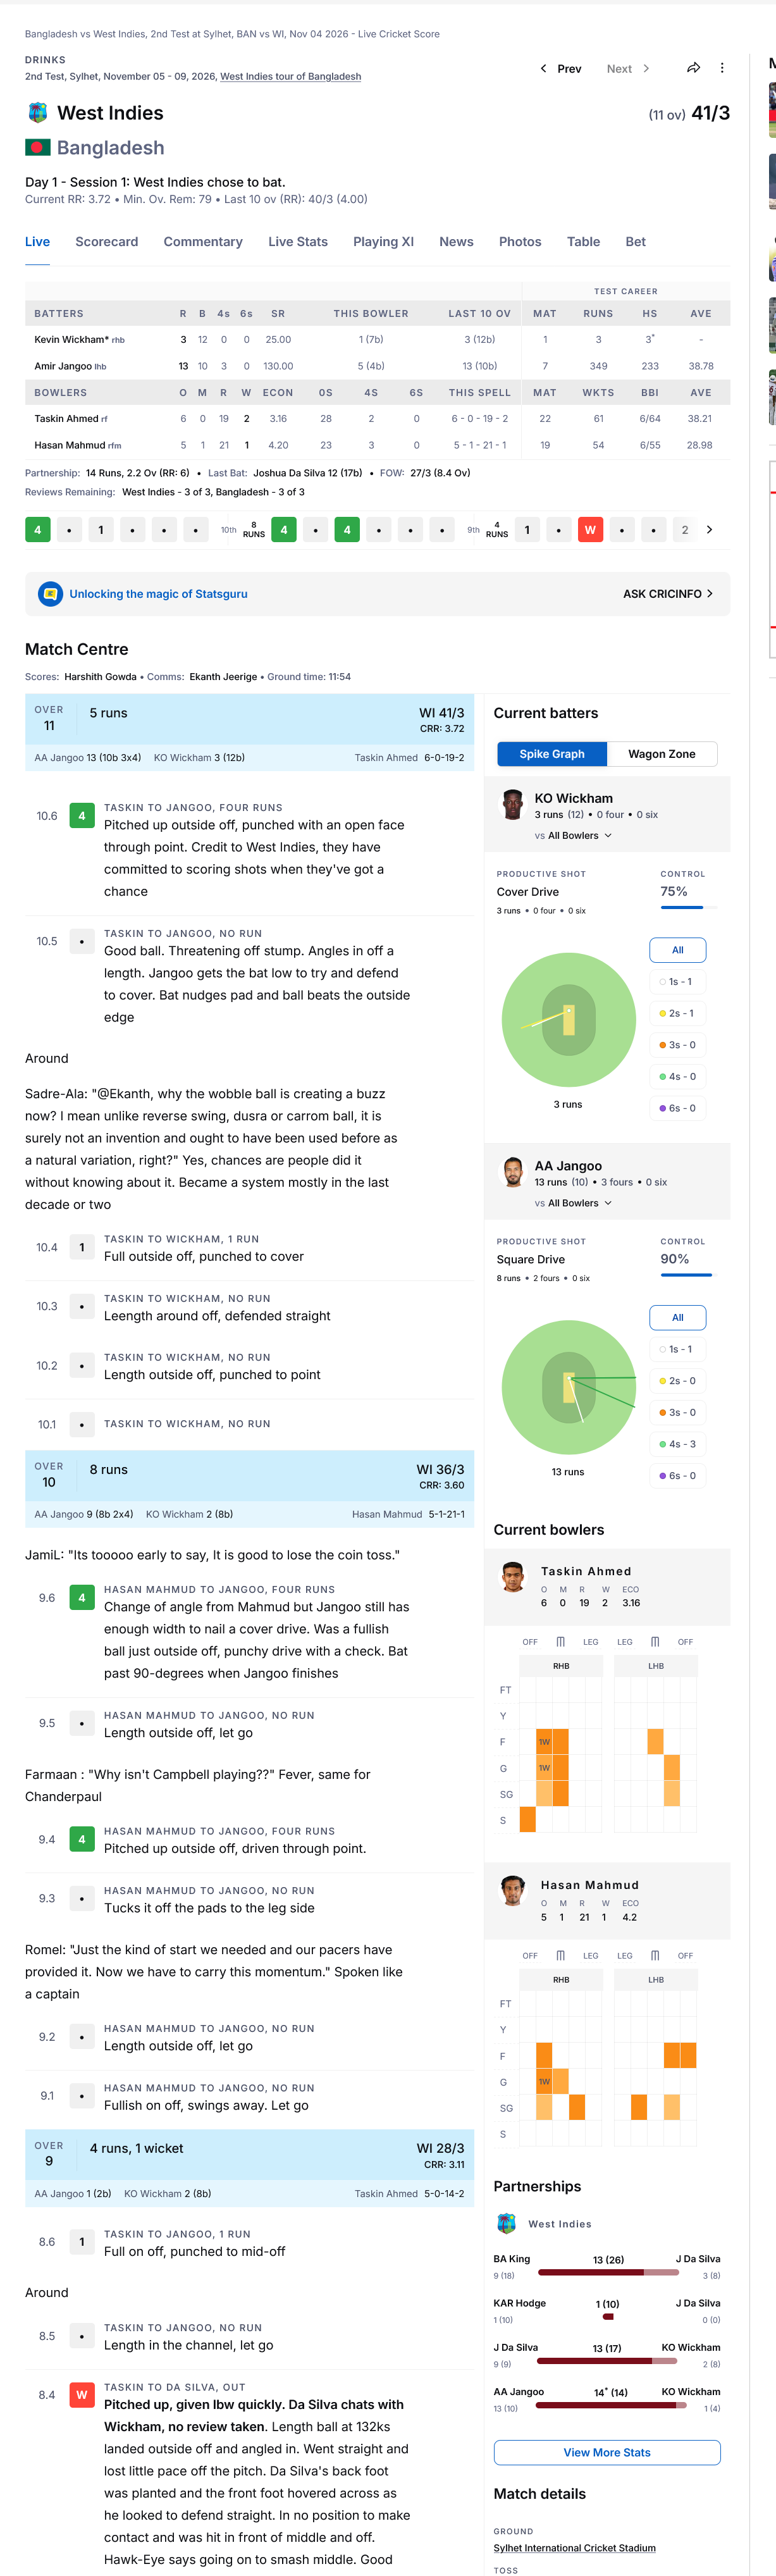 Bangladesh vs West Indies, 2nd Test at Sylhet, BAN vs WI, Nov 04 2026 - Live Cricket Score
DRINKS
2nd Test, Sylhet, November 05 - 09, 2026, West Indies tour of Bangladesh
Prev Next
West Indies (11 ov) 41/3
Bangladesh
Day 1 - Session 1: West Indies chose to bat.
Current RR: 3.72 • Min. Ov. Rem: 79 • Last 10 ov (RR): 40/3 (4.00)
Live Scorecard Commentary Live Stats Playing XI News Photos Table Bet
TEST CAREER
BATTERS R B 4s 6s SR THIS BOWLER LAST 10 OV MAT RUNS HS AVE
Kevin Wickham* rhb 3 12 0 0 25.00 1 (7b) 3 (12b) 1 3 3* -
Amir Jangoo lhb 13 10 3 0 130.00 5 (4b) 13 (10b) 7 349 233 38.78
BOWLERS O M R W ECON 0S 4S 6S THIS SPELL MAT WKTS BBI AVE
Taskin Ahmed rf 6 0 19 2 3.16 28 2 0 6 - 0 - 19 - 2 22 61 6/64 38.21
Hasan Mahmud rfm 5 1 21 1 4.20 23 3 0 5 - 1 - 21 - 1 19 54 6/55 28.98
Partnership: 14 Runs, 2.2 Ov (RR: 6) • Last Bat: Joshua Da Silva 12 (17b) • FOW: 27/3 (8.4 Ov)
Reviews Remaining: West Indies - 3 of 3, Bangladesh - 3 of 3
4 • 1 • • • 10th 8 RUNS 4 • 4 • • • 9th 4 RUNS 1 • W • • 2
Unlocking the magic of Statsguru ASK CRICINFO
Match Centre
Scores: Harshith Gowda • Comms: Ekanth Jeerige • Ground time: 11:54
OVER 11 5 runs WI 41/3
CRR: 3.72
AA Jangoo 13 (10b 3x4) KO Wickham 3 (12b) Taskin Ahmed 6-0-19-2
10.6 4 TASKIN TO JANGOO, FOUR RUNS
Pitched up outside off, punched with an open face
through point. Credit to West Indies, they have
committed to scoring shots when they've got a
chance
10.5 • TASKIN TO JANGOO, NO RUN
Good ball. Threatening off stump. Angles in off a
length. Jangoo gets the bat low to try and defend
to cover. Bat nudges pad and ball beats the outside
edge
Around
Sadre-Ala: "@Ekanth, why the wobble ball is creating a buzz
now? I mean unlike reverse swing, dusra or carrom ball, it is
surely not an invention and ought to have been used before as
a natural variation, right?" Yes, chances are people did it
without knowing about it. Became a system mostly in the last
decade or two
10.4 1 TASKIN TO WICKHAM, 1 RUN
Full outside off, punched to cover
10.3 • TASKIN TO WICKHAM, NO RUN
Leength around off, defended straight
10.2 • TASKIN TO WICKHAM, NO RUN
Length outside off, punched to point
10.1 • TASKIN TO WICKHAM, NO RUN
OVER 10 8 runs WI 36/3
CRR: 3.60
AA Jangoo 9 (8b 2x4) KO Wickham 2 (8b) Hasan Mahmud 5-1-21-1
JamiL: "Its tooooo early to say, It is good to lose the coin toss."
9.6 4 HASAN MAHMUD TO JANGOO, FOUR RUNS
Change of angle from Mahmud but Jangoo still has
enough width to nail a cover drive. Was a fullish
ball just outside off, punchy drive with a check. Bat
past 90-degrees when Jangoo finishes
9.5 • HASAN MAHMUD TO JANGOO, NO RUN
Length outside off, let go
Farmaan : "Why isn't Campbell playing??" Fever, same for
Chanderpaul
9.4 4 HASAN MAHMUD TO JANGOO, FOUR RUNS
Pitched up outside off, driven through point.
9.3 • HASAN MAHMUD TO JANGOO, NO RUN
Tucks it off the pads to the leg side
Romel: "Just the kind of start we needed and our pacers have
provided it. Now we have to carry this momentum." Spoken like
a captain
9.2 • HASAN MAHMUD TO JANGOO, NO RUN
Length outside off, let go
9.1 • HASAN MAHMUD TO JANGOO, NO RUN
Fullish on off, swings away. Let go
OVER 9 4 runs, 1 wicket WI 28/3
CRR: 3.11
AA Jangoo 1 (2b) KO Wickham 2 (8b) Taskin Ahmed 5-0-14-2
8.6 1 TASKIN TO JANGOO, 1 RUN
Full on off, punched to mid-off
Around
8.5 • TASKIN TO JANGOO, NO RUN
Length in the channel, let go
8.4 W TASKIN TO DA SILVA, OUT
Pitched up, given lbw quickly. Da Silva chats with
Wickham, no review taken. Length ball at 132ks
landed outside off and angled in. Went straight and
lost little pace off the pitch. Da Silva's back foot
was planted and the front foot hovered across as
he looked to defend straight. In no position to make
contact and was hit in front of middle and off.
Hawk-Eye says going on to smash middle. Good
Current batters
Spike Graph Wagon Zone
KO Wickham
3 runs (12) • 0 four • 0 six
vs All Bowlers
PRODUCTIVE SHOT CONTROL
Cover Drive 75%
3 runs • 0 four • 0 six
All
1s - 1
2s - 1
3s - 0
4s - 0
6s - 0
3 runs
AA Jangoo
13 runs (10) • 3 fours • 0 six
vs All Bowlers
PRODUCTIVE SHOT CONTROL
Square Drive 90%
8 runs • 2 fours • 0 six
All
1s - 1
2s - 0
3s - 0
4s - 3
6s - 0
13 runs
Current bowlers
Taskin Ahmed
O M R W ECO
6 0 19 2 3.16
OFF LEG LEG OFF
RHB LHB
FT
Y
F 1W
G 1W
SG
S
Hasan Mahmud
O M R W ECO
5 1 21 1 4.2
OFF LEG LEG OFF
RHB LHB
FT
Y
F
G 1W
SG
S
Partnerships
West Indies
BA King 13 (26) J Da Silva
9 (18) 3 (8)
KAR Hodge 1 (10) J Da Silva
1 (10) 0 (0)
J Da Silva 13 (17) KO Wickham
9 (9) 2 (8)
AA Jangoo 14* (14) KO Wickham
13 (10) 1 (4)
View More Stats
Match details
GROUND
Sylhet International Cricket Stadium
TOSS